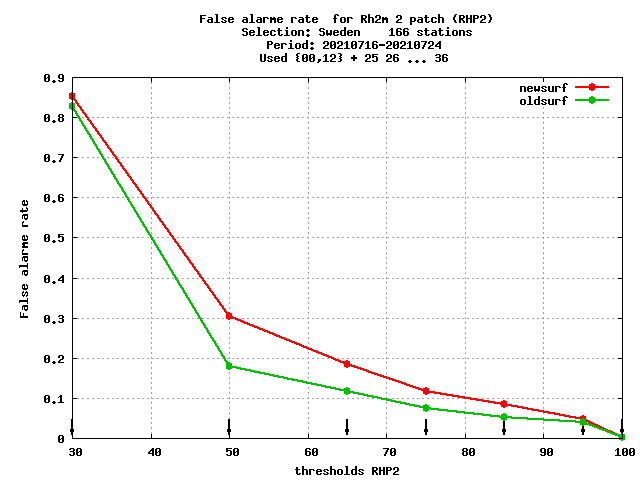 False alarme rate  for Rh2m 2 patch (RHP2)
Selection: Sweden    166 stations
Period: 20210716-20210724
Used {00,12} + 25 26 ... 36
newsurf
oldsurf
0.9
0.8
0.7
0.6
0.5
0.4
0.3
0.2
0.1
0
False alarme rate
30 40 50 60 70 80 90 100
thresholds RHP2